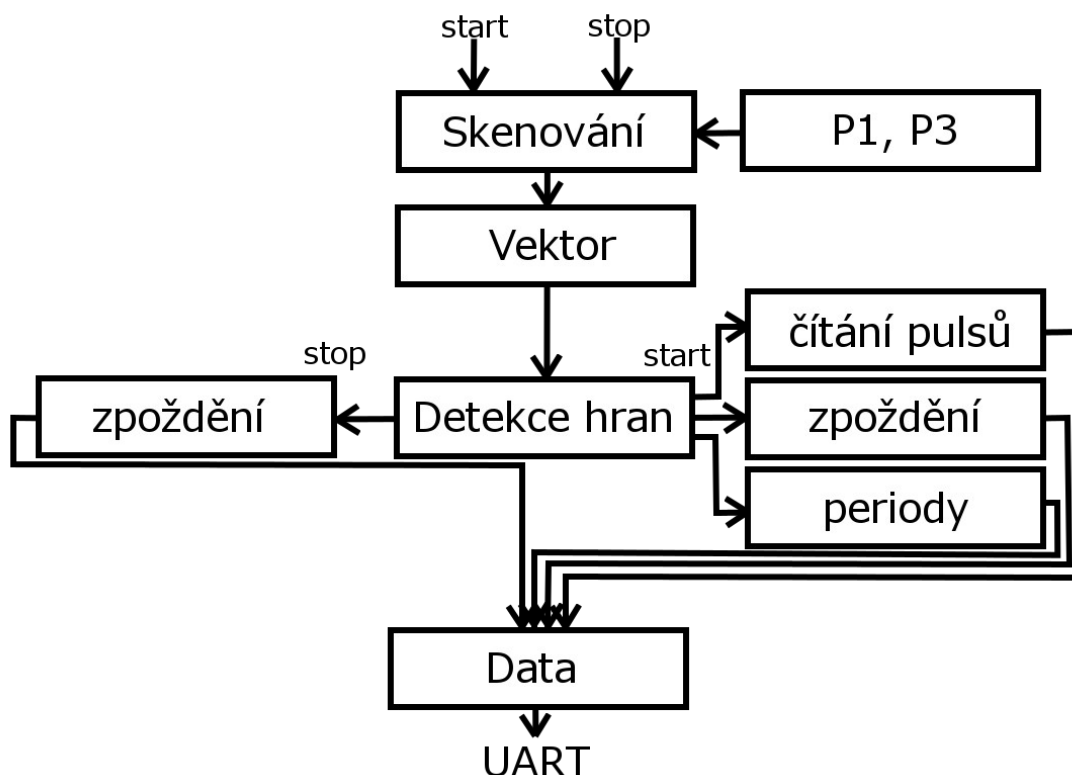 start
stop
Skenování
P1, P3
Vektor
čítání pulsů
stop
start
zpoždění
Detekce hran
zpoždění
periody
Data
UART